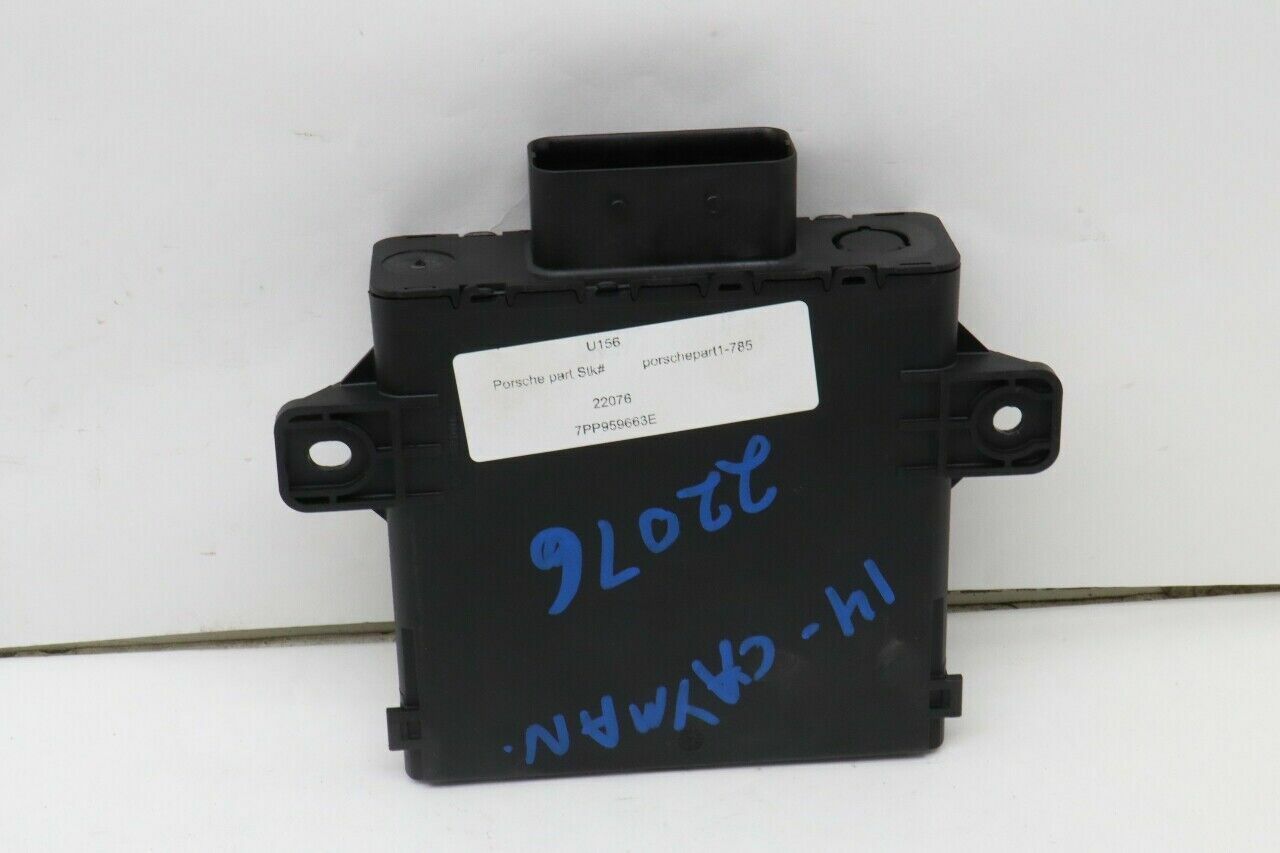 U156
Porsche part Stk# porschepart1-785
22076
7PP959663E
22076
14-CAYMAN.